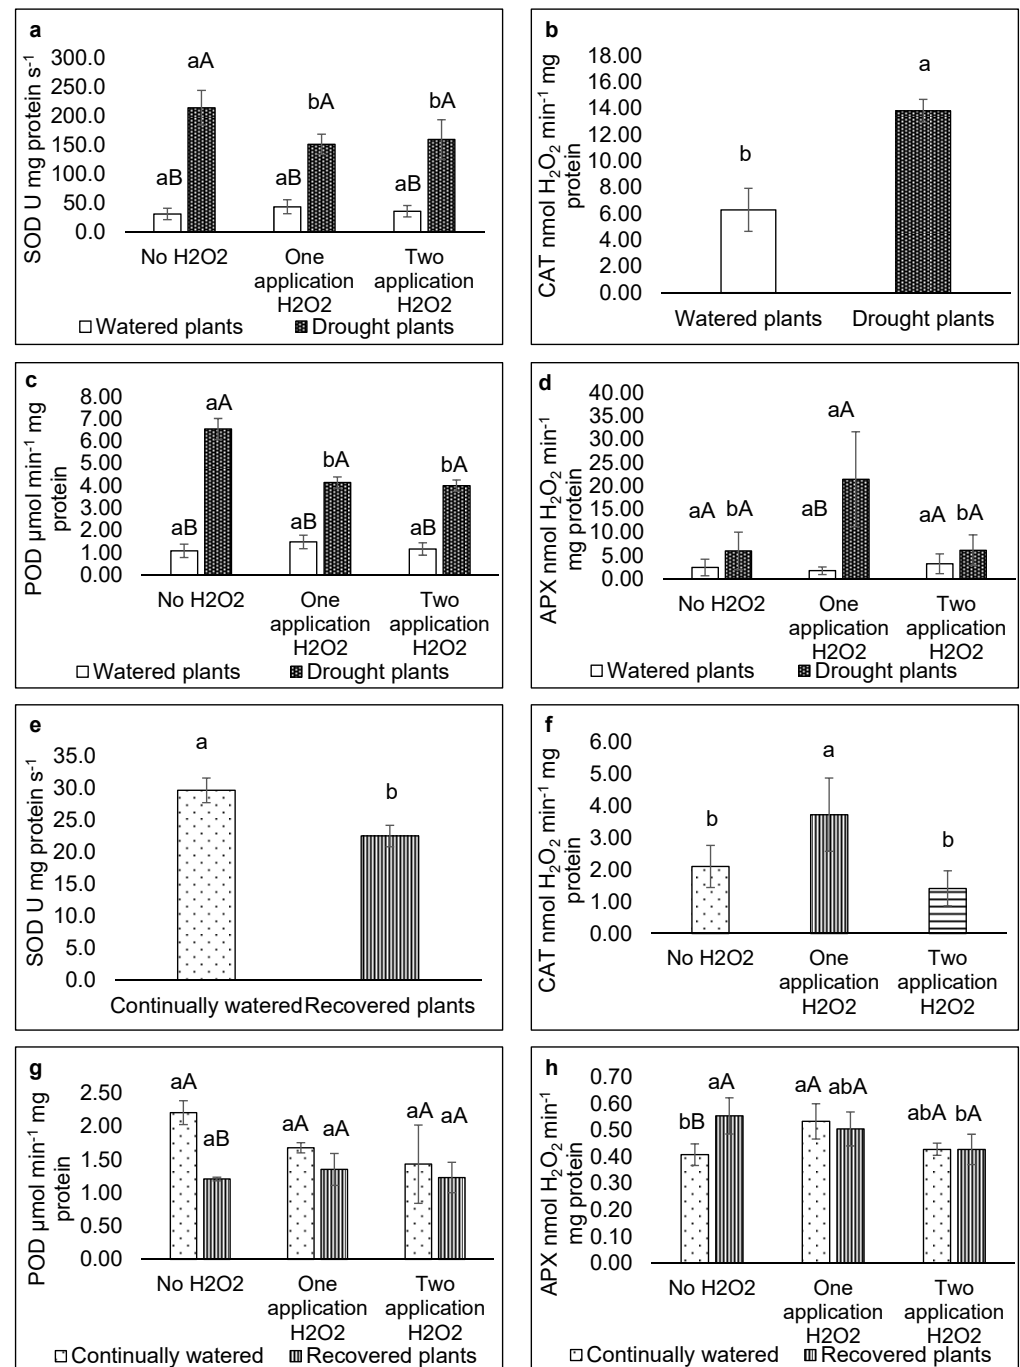 a
SOD U mg protein s-1
300.0
250.0
200.0
150.0
100.0
50.0
0.0
aB
aA
aB
bA
aB
bA
No H2O2
One application H2O2
Two application H2O2
Watered plants
Drought plants
b
CAT nmol H2O2 min-1 mg protein
18.00
16.00
14.00
12.00
10.00
8.00
6.00
4.00
2.00
0.00
b
a
Watered plants
Drought plants
c
POD µmol min-1 mg protein
8.00
7.00
6.00
5.00
4.00
3.00
2.00
1.00
0.00
aB
aA
aB
bA
aB
bA
No H2O2
One application H2O2
Two application H2O2
Watered plants
Drought plants
d
APX nmol H2O2 min-1 mg protein
40.00
35.00
30.00
25.00
20.00
15.00
10.00
5.00
0.00
aA
bA
aB
aA
aA
bA
No H2O2
One application H2O2
Two application H2O2
Watered plants
Drought plants
e
SOD U mg protein s-1
35.0
30.0
25.0
20.0
15.0
10.0
5.0
0.0
a
b
Continually watered
Recovered plants
f
CAT nmol H2O2 min-1 mg protein
6.00
5.00
4.00
3.00
2.00
1.00
0.00
b
a
b
No H2O2
One application H2O2
Two application H2O2
g
POD µmol min-1 mg protein
2.50
2.00
1.50
1.00
0.50
0.00
aA
aB
aA
aA
aA
aA
No H2O2
One application H2O2
Two application H2O2
Continually watered
Recovered plants
h
APX nmol H2O2 min-1 mg protein
0.70
0.60
0.50
0.40
0.30
0.20
0.10
0.00
bB
aA
aA
abA
abA
bA
No H2O2
One application H2O2
Two application H2O2
Continually watered
Recovered plants